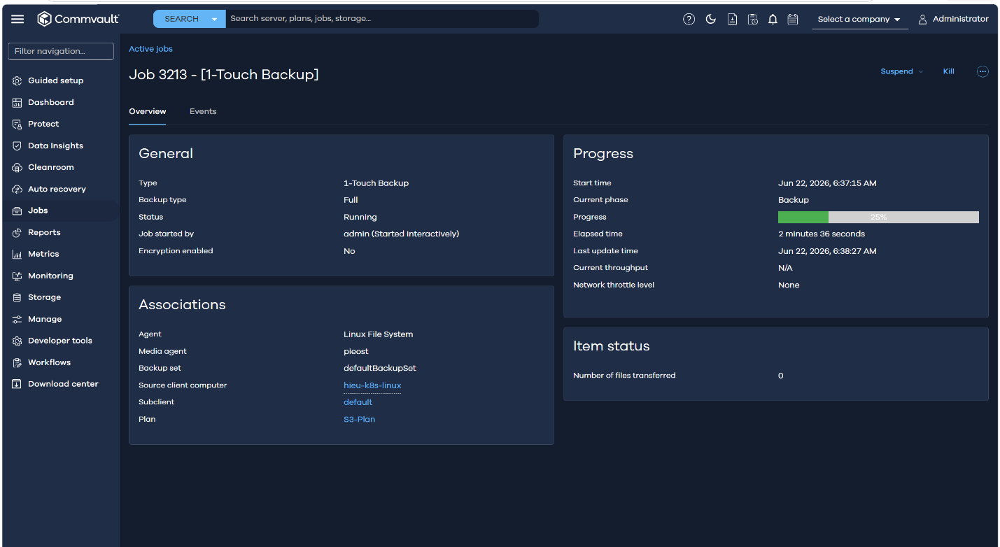 Commvault
SEARCH
Search server, plans, jobs, storage...
Select a company
Administrator
Filter navigation...
Guided setup
Dashboard
Protect
Data Insights
Cleanroom
Auto recovery
Jobs
Reports
Metrics
Monitoring
Storage
Manage
Developer tools
Workflows
Download center
Active jobs
Job 3213 - [1-Touch Backup]
Suspend
Kill
Overview
Events
General
Type 1-Touch Backup
Backup type Full
Status Running
Job started by admin (Started interactively)
Encryption enabled No
Associations
Agent Linux File System
Media agent pieost
Backup set defaultBackupSet
Source client computer hieu-k8s-linux
Subclient default
Plan S3-Plan
Progress
Start time Jun 22, 2026, 6:37:15 AM
Current phase Backup
Progress 25%
Elapsed time 2 minutes 36 seconds
Last update time Jun 22, 2026, 6:38:27 AM
Current throughput N/A
Network throttle level None
Item status
Number of files transferred 0